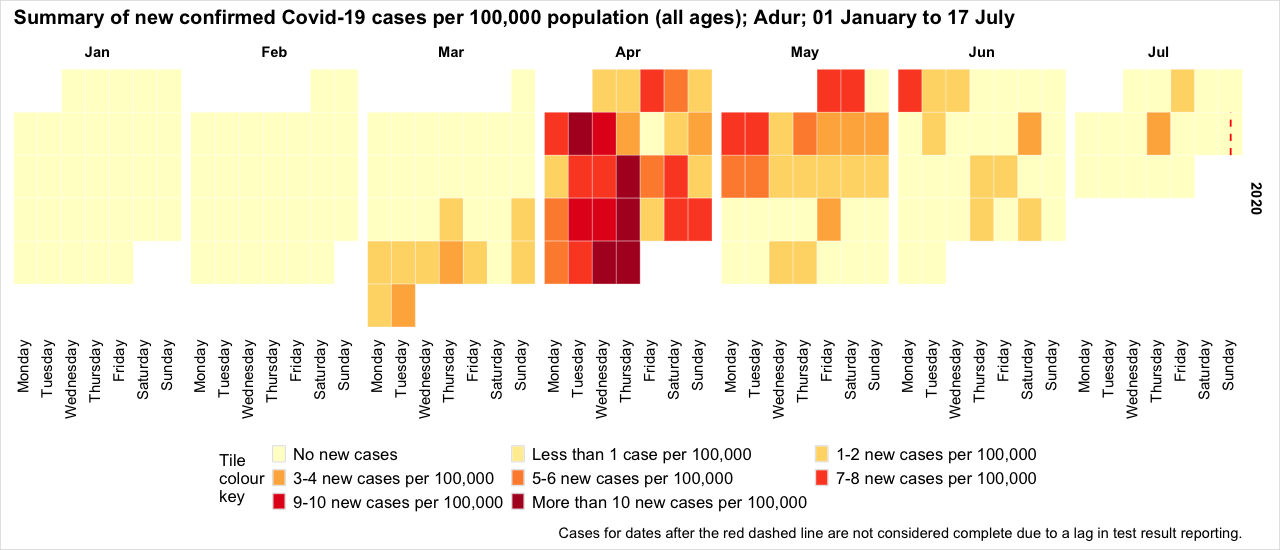 Summary of new confirmed Covid-19 cases per 100,000 population (all ages); Adur; 01 January to 17 July
Jan Feb Mar Apr May Jun Jul
2020
Monday Tuesday Wednesday Thursday Friday Saturday Sunday Monday Tuesday Wednesday Thursday Friday Saturday Sunday Monday Tuesday Wednesday Thursday Friday Saturday Sunday Monday Tuesday Wednesday Thursday Friday Saturday Sunday Monday Tuesday Wednesday Thursday Friday Saturday Sunday Monday Tuesday Wednesday Thursday Friday Saturday Sunday Monday Tuesday Wednesday Thursday Friday Saturday Sunday
Tile
colour
key
No new cases Less than 1 case per 100,000 1-2 new cases per 100,000
3-4 new cases per 100,000 5-6 new cases per 100,000 7-8 new cases per 100,000
9-10 new cases per 100,000 More than 10 new cases per 100,000
Cases for dates after the red dashed line are not considered complete due to a lag in test result reporting.